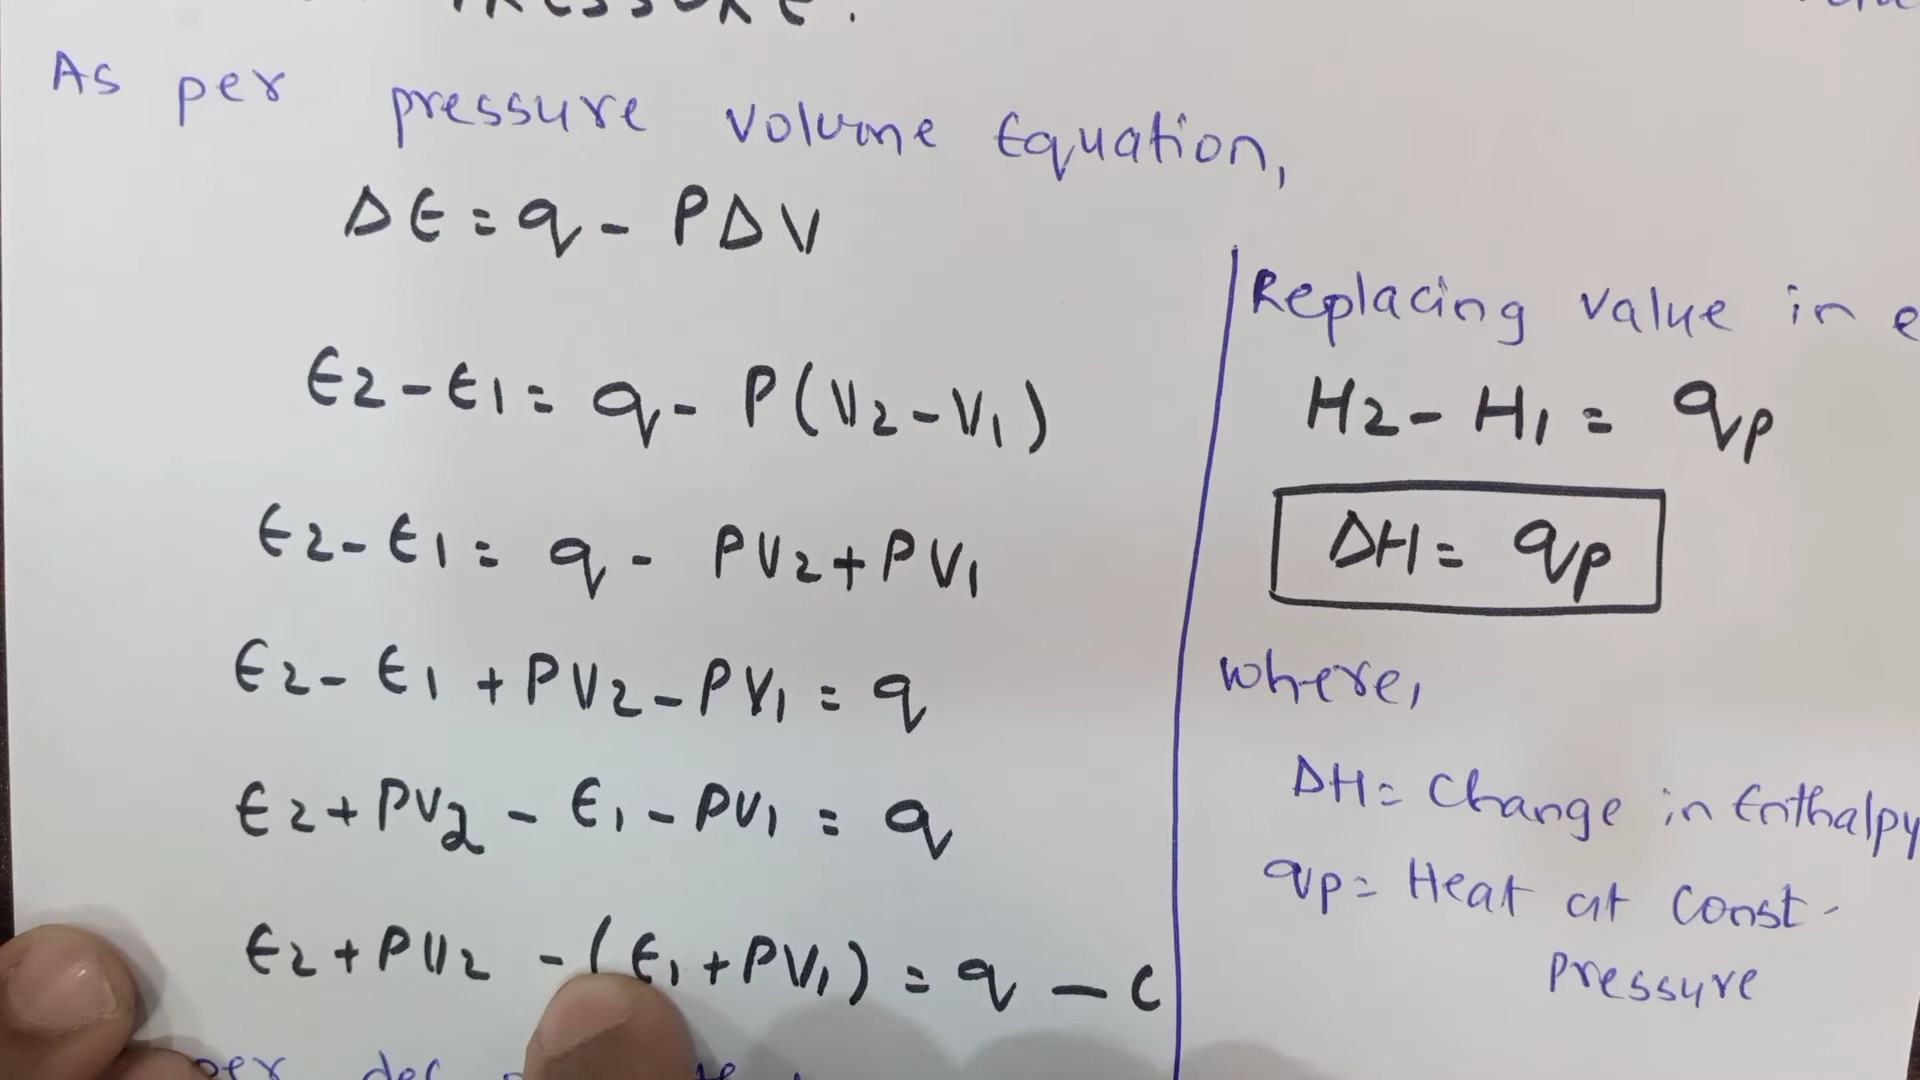 PRESSURE.
As per pressure volume Equation,
ΔE = q - PΔV
E2 - E1 = q - P(V2 - V1)
E2 - E1 = q - PV2 + PV1
E2 - E1 + PV2 - PV1 = q
E2 + PV2 - E1 - PV1 = q
E2 + PV2 - (E1 + PV1) = q — C
per
Replacing value in e
H2 - H1 = qp
ΔH = qp
where,
ΔH = Change in Enthalpy
qp = Heat at Const-
Pressure